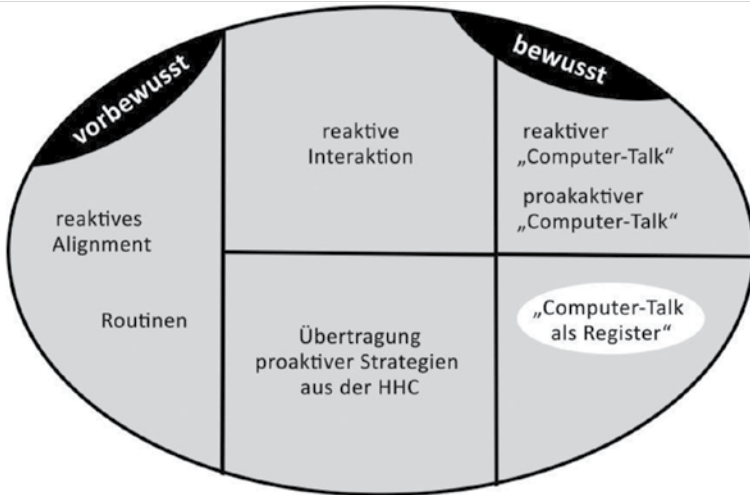 vorbewusst
bewusst
reaktives
Alignment
Routinen
reaktive
Interaktion
Übertragung
proaktiver Strategien
aus der HHC
reaktiver
„Computer-Talk“
proakaktiver
„Computer-Talk“
„Computer-Talk
als Register“